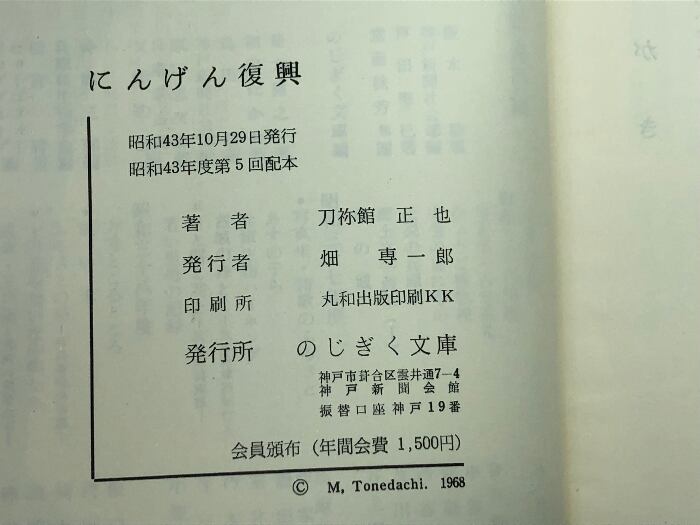 にんげん復興
昭和43年10月29日発行
昭和43年度第5回配本
著者 刀祢館 正也
発行者 畑 専一郎
印刷所 丸和出版印刷KK
発行所 のじぎく文庫
神戸市葺合区雲井通7-4
神戸新聞会館
振替口座神戸19番
会員頒布（年間会費 1,500円）
© M, Tonedachi. 1968
がき